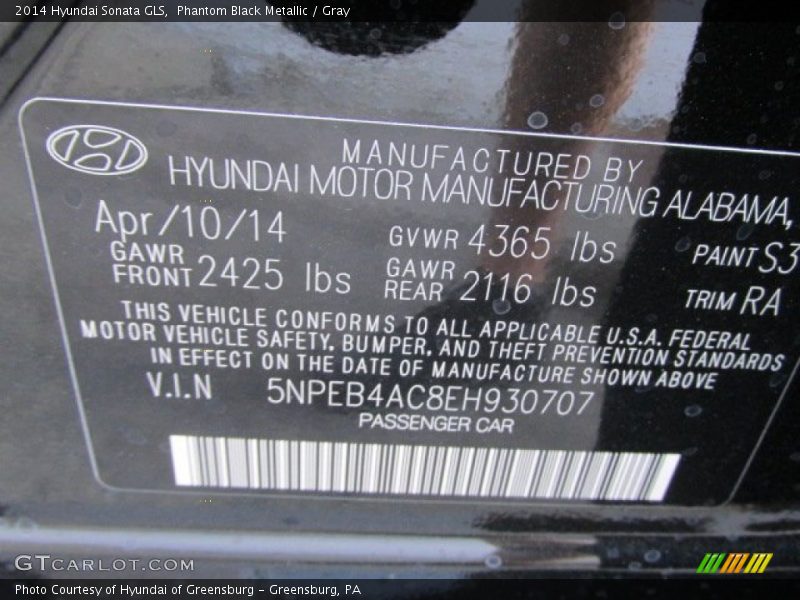 2014 Hyundai Sonata GLS, Phantom Black Metallic / Gray
MANUFACTURED BY
HYUNDAI MOTOR MANUFACTURING ALABAMA,
Apr/10/14 GVWR 4365 lbs PAINT S3
GAWR FRONT 2425 lbs GAWR REAR 2116 lbs TRIM RA
THIS VEHICLE CONFORMS TO ALL APPLICABLE U.S.A. FEDERAL
MOTOR VEHICLE SAFETY, BUMPER, AND THEFT PREVENTION STANDARDS
IN EFFECT ON THE DATE OF MANUFACTURE SHOWN ABOVE
V.I.N 5NPEB4AC8EH930707
PASSENGER CAR
GTCARLOT.COM
Photo Courtesy of Hyundai of Greensburg - Greensburg, PA